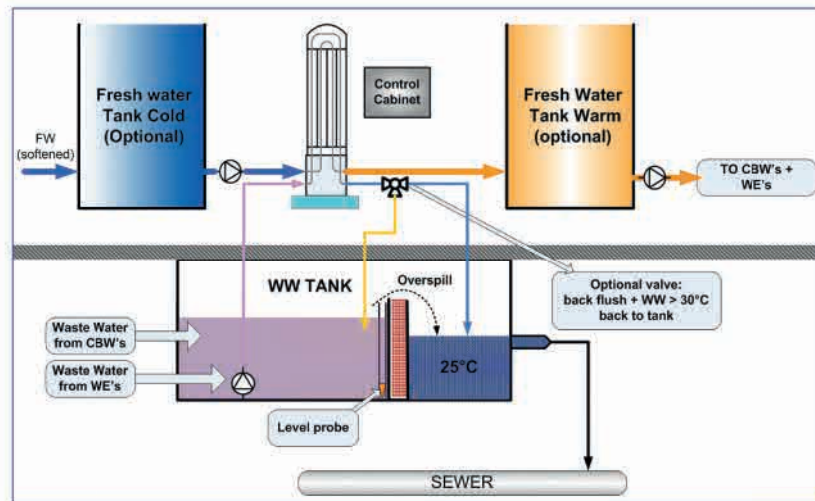 Fresh water
Tank Cold
(Optional)
Control
Cabinet
Fresh Water
Tank Warm
(optional)
FW
(softened)
TO CBW's +
WE's
WW TANK
Overspill
Optional valve:
back flush + WW > 30°C
back to tank
Waste Water
from CBW's
Waste Water
from WE's
25°C
Level probe
SEWER